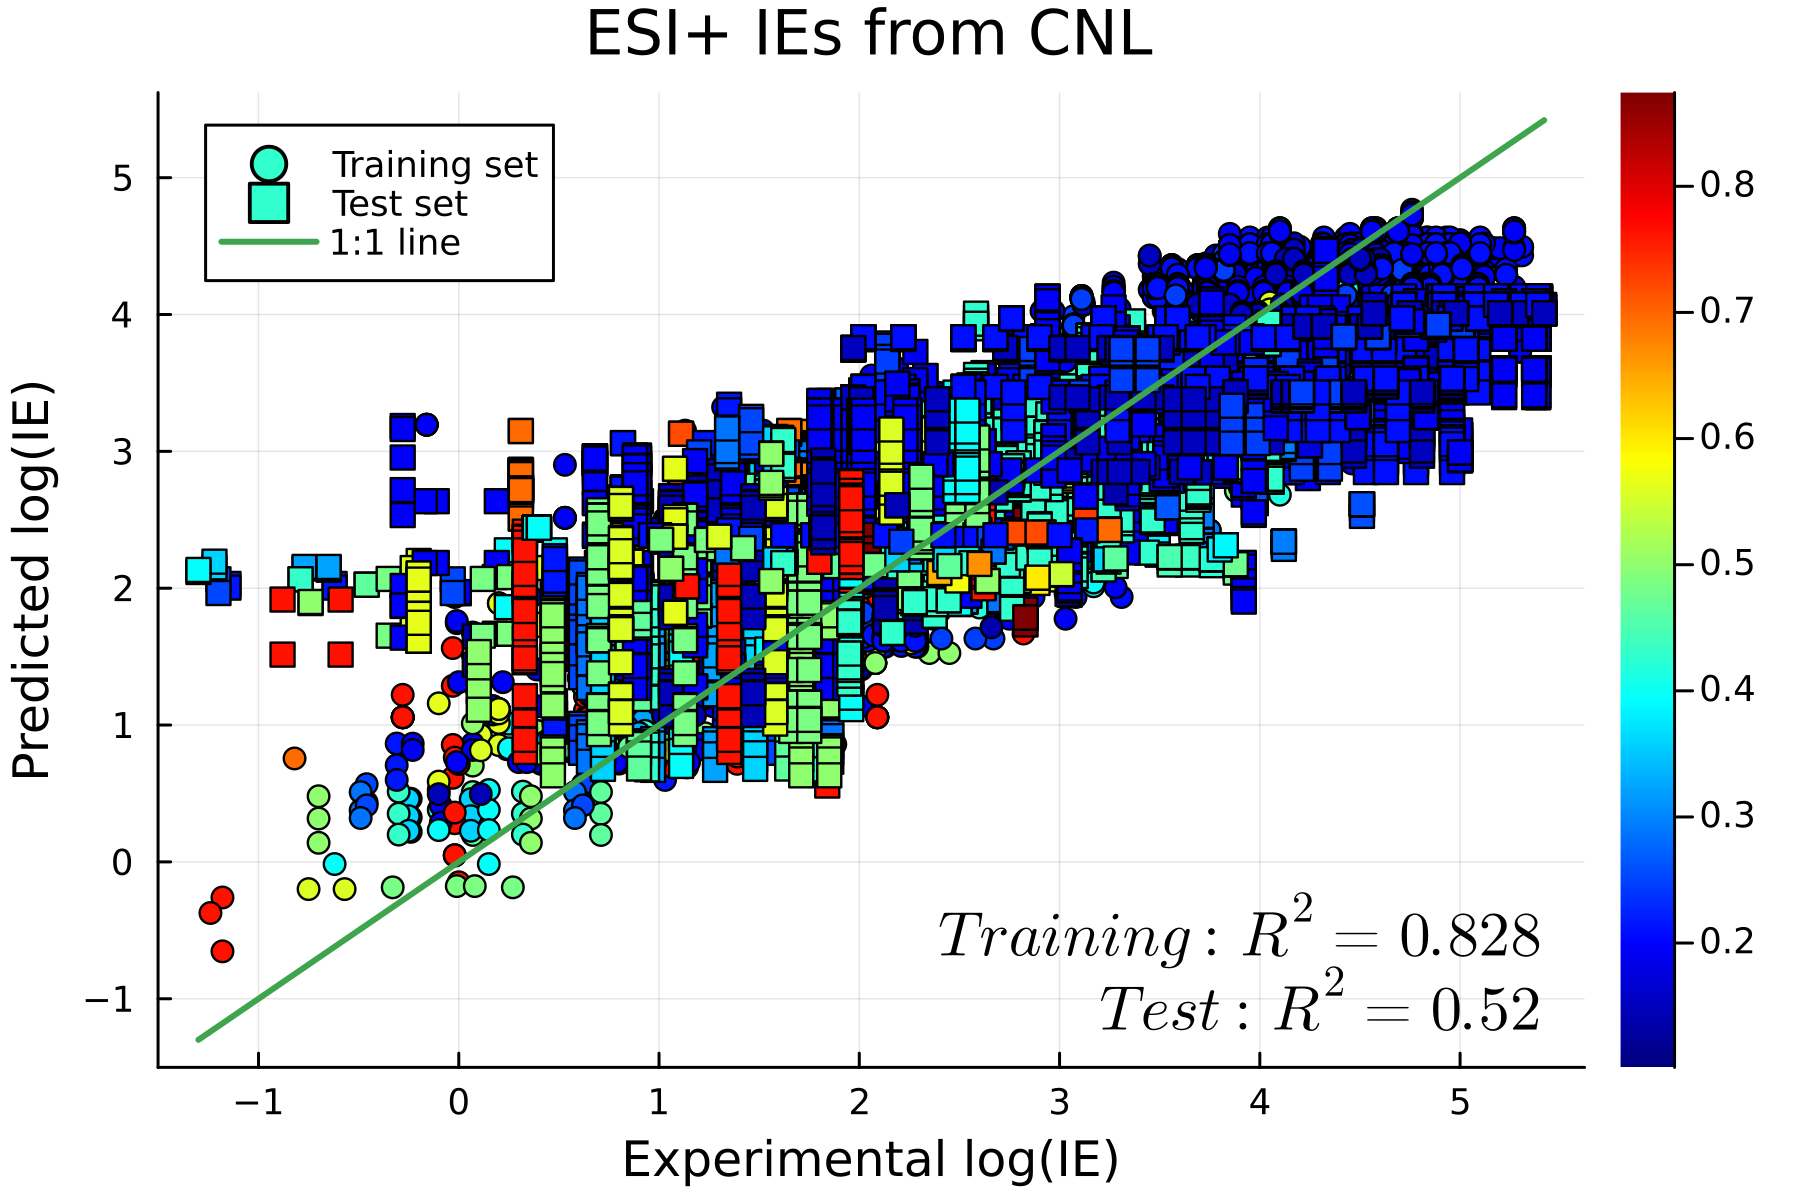 ESI+ IEs from CNL
Training set
Test set
1:1 line
Predicted log(IE)
5
4
3
2
1
0
−1
−1 0 1 2 3 4 5
Experimental log(IE)
Training: R² = 0.828
Test: R² = 0.52
0.8
0.7
0.6
0.5
0.4
0.3
0.2